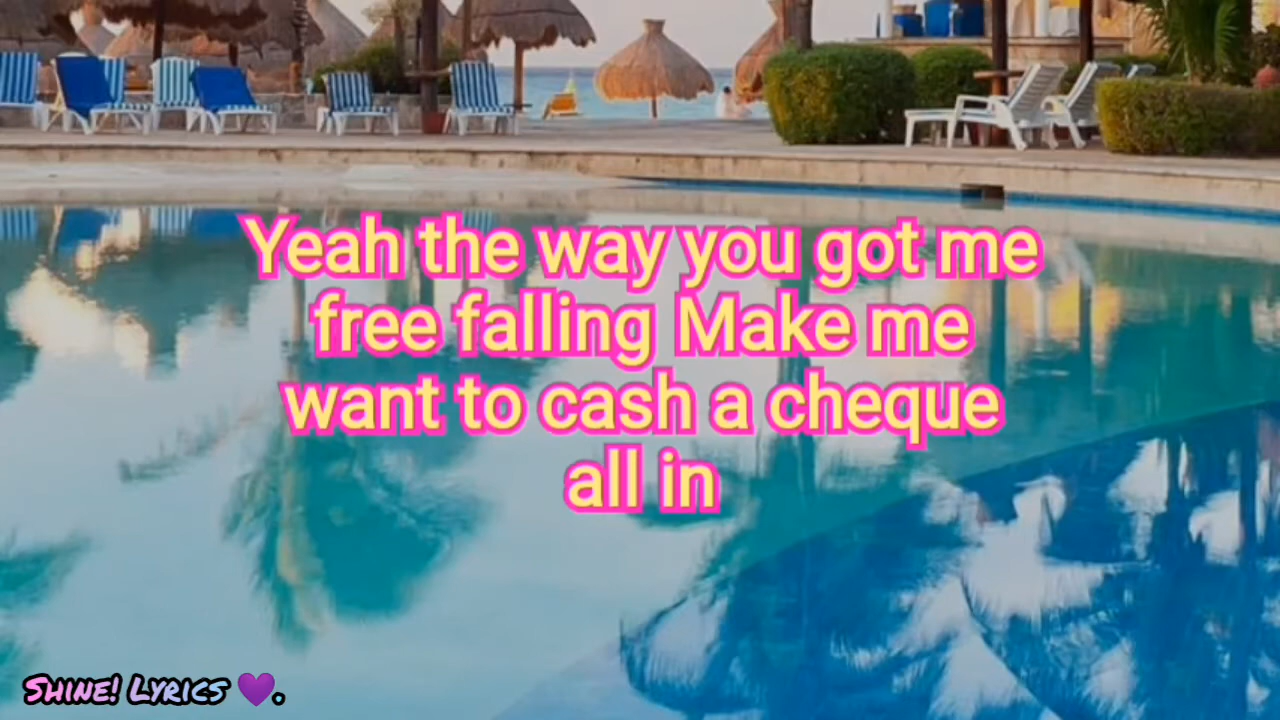 Yeah the way you got me
free falling Make me
want to cash a cheque
all in
Shine! Lyrics 💜.